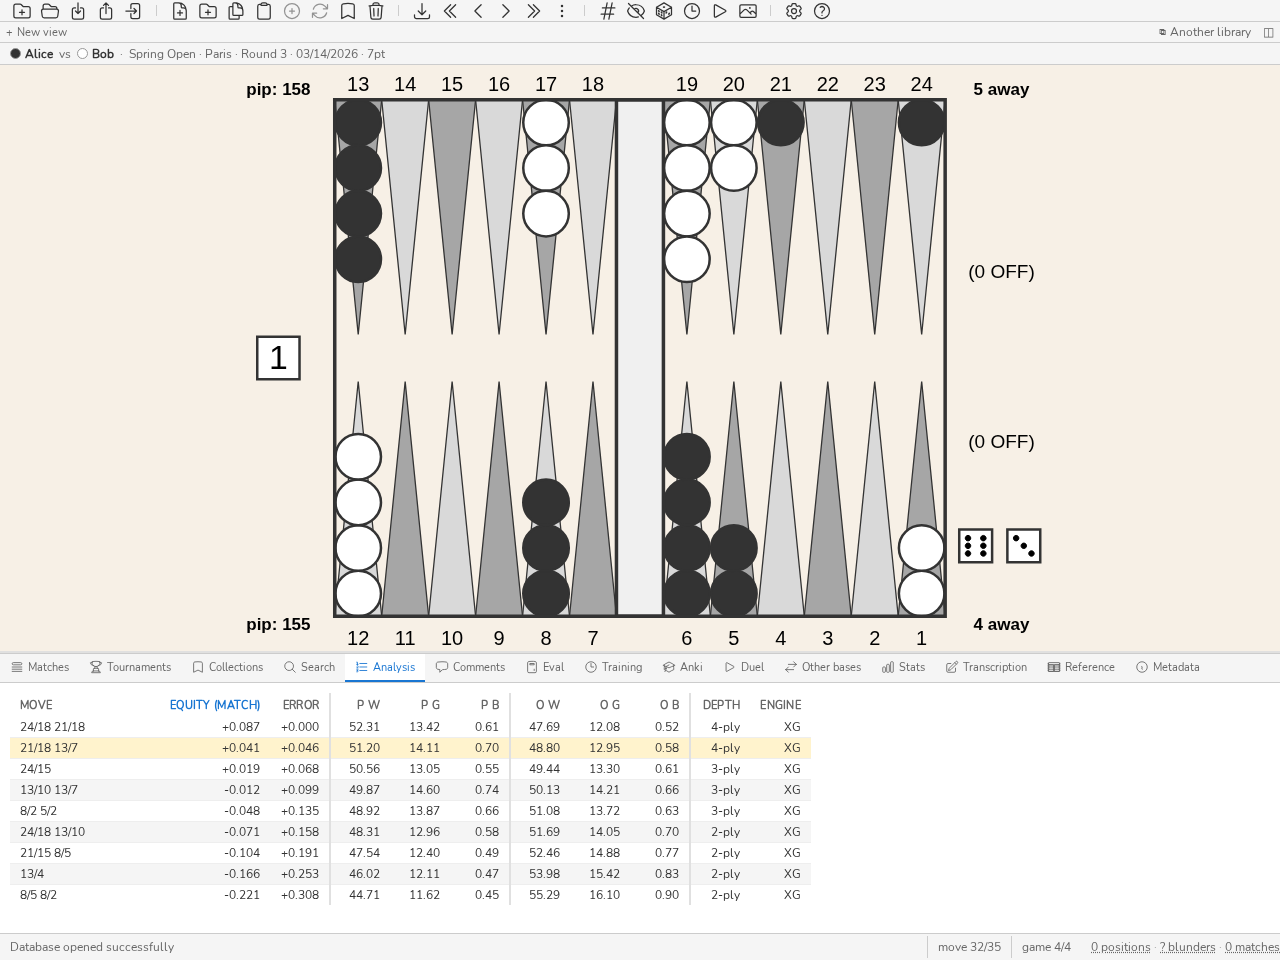 + New view
Another library
Alice vs Bob · Spring Open · Paris · Round 3 · 03/14/2026 · 7pt
pip: 158
13 14 15 16 17 18 19 20 21 22 23 24
5 away
(0 OFF)
1
(0 OFF)
pip: 155
12 11 10 9 8 7 6 5 4 3 2 1
4 away
Matches Tournaments Collections Search Analysis Comments Eval Training Anki Duel Other bases Stats Transcription Reference Metadata
MOVE EQUITY (MATCH) ERROR P W P G P B O W O G O B DEPTH ENGINE
24/18 21/18 +0.087 +0.000 52.31 13.42 0.61 47.69 12.08 0.52 4-ply XG
21/18 13/7 +0.041 +0.046 51.20 14.11 0.70 48.80 12.95 0.58 4-ply XG
24/15 +0.019 +0.068 50.56 13.05 0.55 49.44 13.30 0.61 3-ply XG
13/10 13/7 -0.012 +0.099 49.87 14.60 0.74 50.13 14.21 0.66 3-ply XG
8/2 5/2 -0.048 +0.135 48.92 13.87 0.66 51.08 13.72 0.63 3-ply XG
24/18 13/10 -0.071 +0.158 48.31 12.96 0.58 51.69 14.05 0.70 2-ply XG
21/15 8/5 -0.104 +0.191 47.54 12.40 0.49 52.46 14.88 0.77 2-ply XG
13/4 -0.166 +0.253 46.02 12.11 0.47 53.98 15.42 0.83 2-ply XG
8/5 8/2 -0.221 +0.308 44.71 11.62 0.45 55.29 16.10 0.90 2-ply XG
Database opened successfully
move 32/35
game 4/4
0 positions · ? blunders · 0 matches